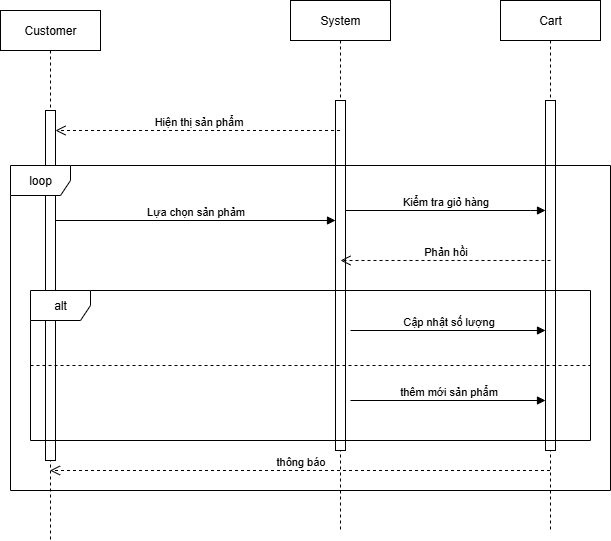 Customer
System
Cart
Hiện thị sản phẩm
loop
Lựa chọn sản phảm
Kiểm tra giỏ hàng
Phản hồi
alt
Cập nhật số lượng
thêm mới sản phẩm
thông báo